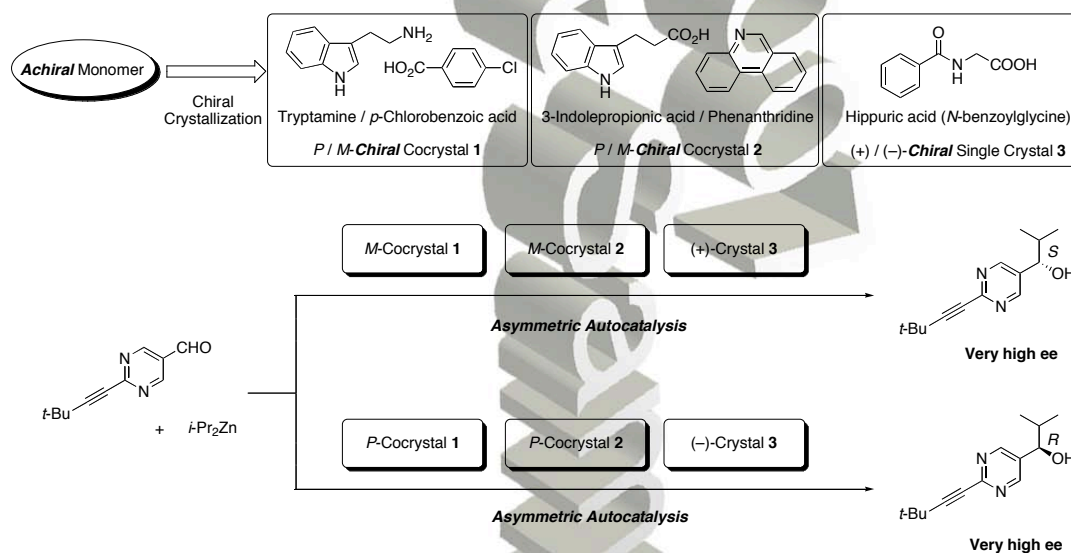 Achiral Monomer
Chiral
Crystallization
NH2
N
H
HO2C
Cl
Tryptamine / p-Chlorobenzoic acid
P / M-Chiral Cocrystal 1
CO2H
N
H
N
3-Indolepropionic acid / Phenanthridine
P / M-Chiral Cocrystal 2
O
N
H
COOH
Hippuric acid (N-benzoylglycine)
(+) / (–)-Chiral Single Crystal 3
M-Cocrystal 1
M-Cocrystal 2
(+)-Crystal 3
Asymmetric Autocatalysis
S
OH
N
N
t-Bu
Very high ee
CHO
N
N
t-Bu
+ i-Pr2Zn
P-Cocrystal 1
P-Cocrystal 2
(–)-Crystal 3
Asymmetric Autocatalysis
R
OH
N
N
t-Bu
Very high ee